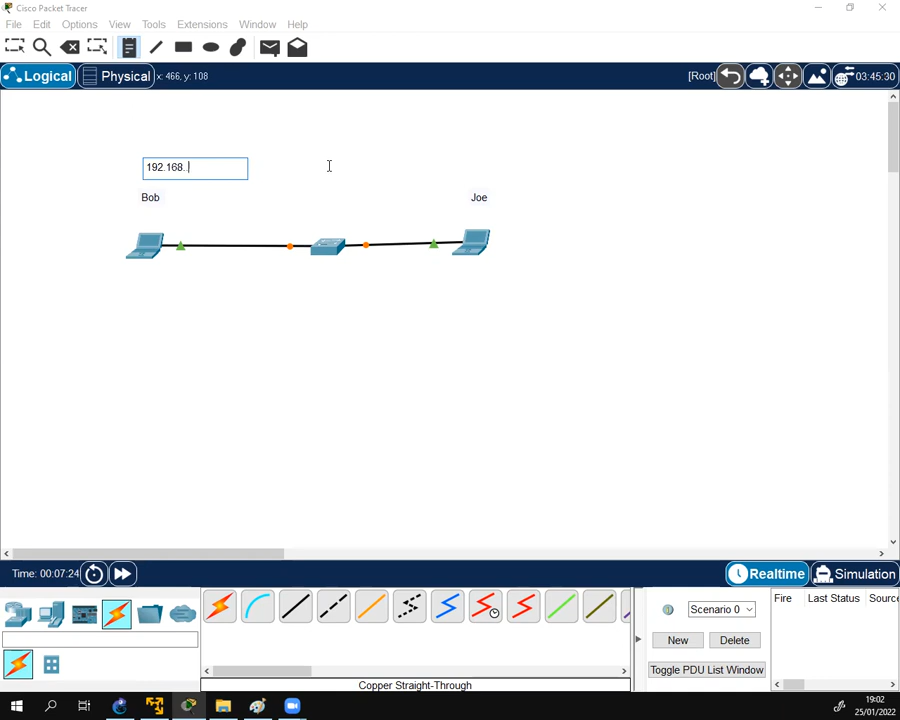 Cisco Packet Tracer
File Edit Options View Tools Extensions Window Help
Logical Physical x: 466, y: 108 [Root] 03:45:30
192.168..
Bob Joe
Time: 00:07:24 Realtime Simulation
Scenario 0 Fire Last Status Source
New Delete
Toggle PDU List Window
Copper Straight-Through
19:02
25/01/2022